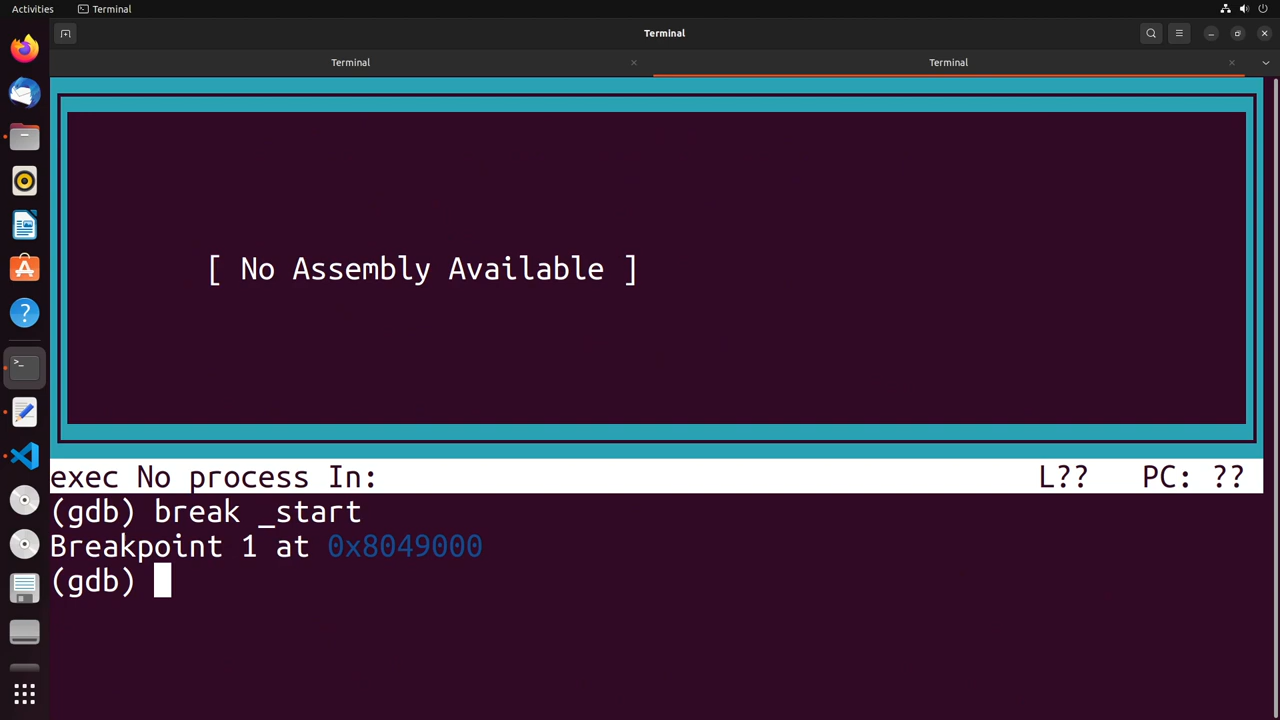 Activities Terminal
Terminal
Terminal Terminal
[ No Assembly Available ]
exec No process In: L?? PC: ??
(gdb) break _start
Breakpoint 1 at 0x8049000
(gdb)